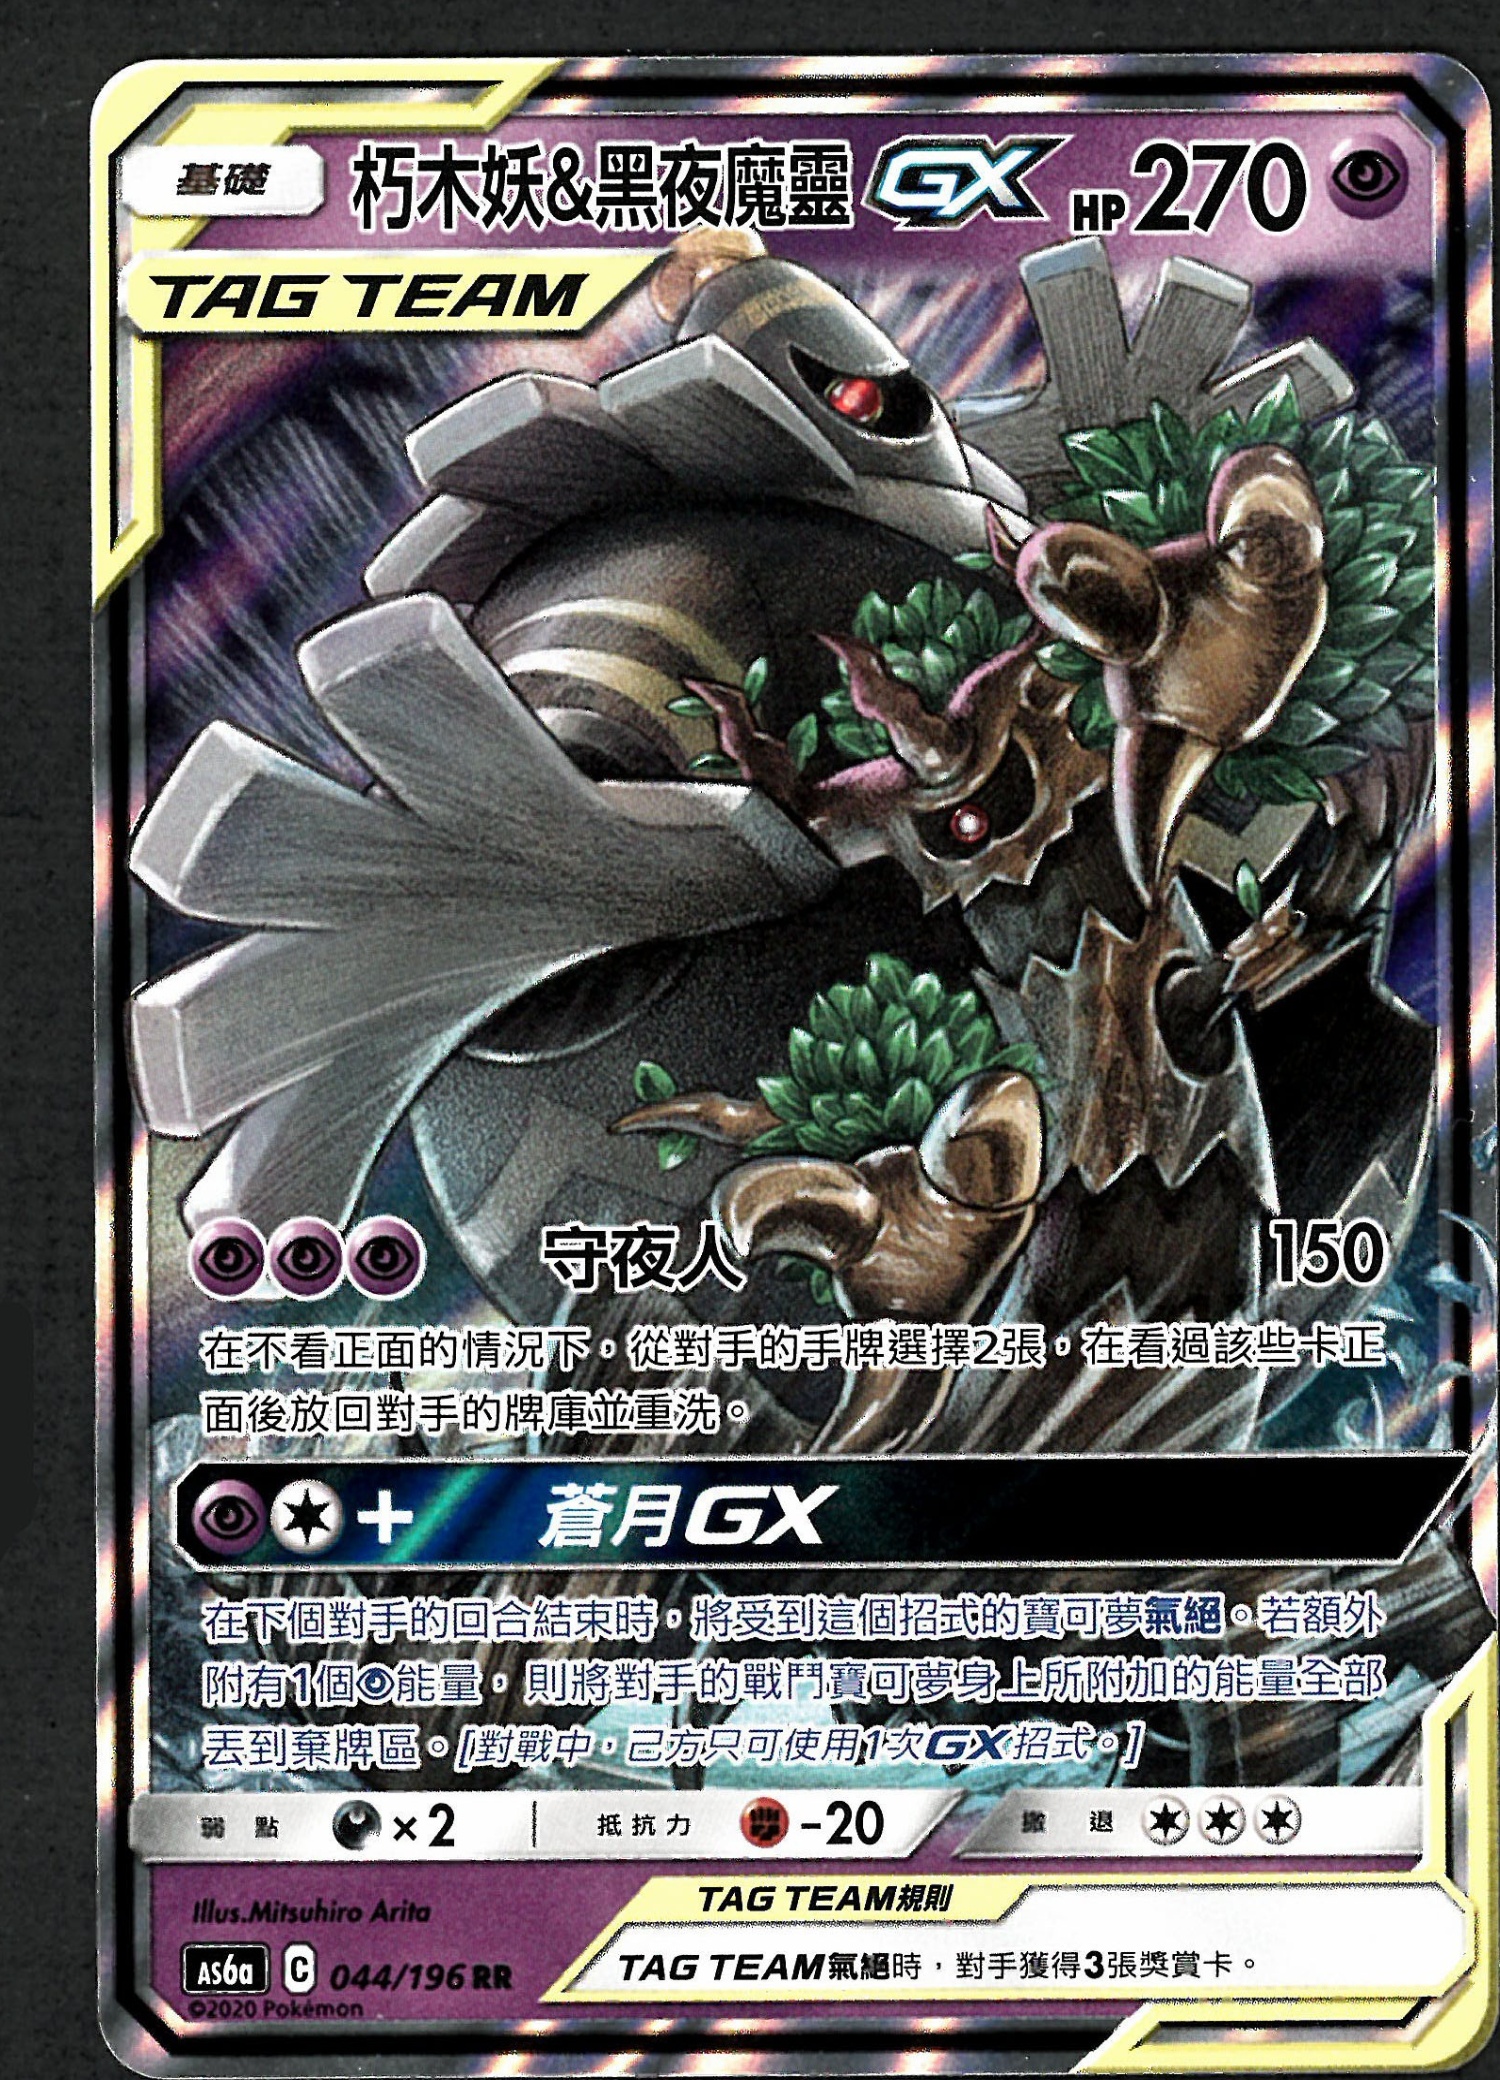 基礎 朽木妖&黑夜魔靈GX HP270
TAG TEAM
守夜人 150
在不看正面的情況下，從對手的手牌選擇2張，在看過該些卡正
面後放回對手的牌庫並重洗。
+ 蒼月GX
在下個對手的回合結束時，將受到這個招式的寶可夢氣絕。若額外
附有1個能量，則將對手的戰鬥寶可夢身上所附加的能量全部
丟到棄牌區。[對戰中，己方只可使用1次GX招式。]
弱點 ×2 抵抗力 -20 撤退
Illus.Mitsuhiro Arita
TAG TEAM規則
TAG TEAM氣絕時，對手獲得3張獎賞卡。
AS6a C 044/196 RR
©2020 Pokémon